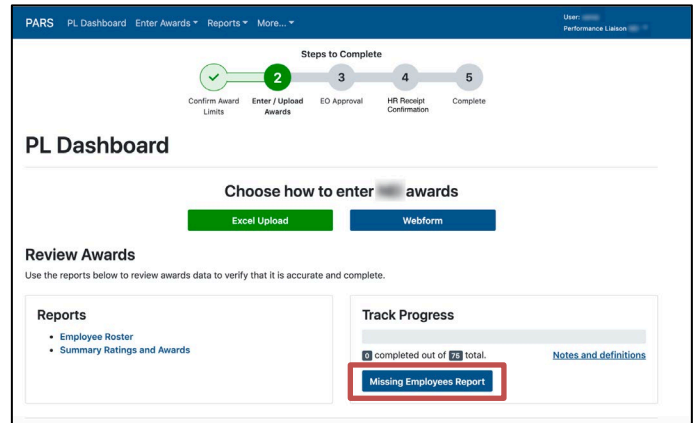 PARS PL Dashboard Enter Awards Reports More...
User:
Performance Liaison
Steps to Complete
2 3 4 5
Confirm Award Limits
Enter / Upload Awards
EO Approval
HR Receipt Confirmation
Complete
PL Dashboard
Choose how to enter awards
Excel Upload Webform
Review Awards
Use the reports below to review awards data to verify that it is accurate and complete.
Reports
• Employee Roster
• Summary Ratings and Awards
Track Progress
0 completed out of 76 total. Notes and definitions
Missing Employees Report